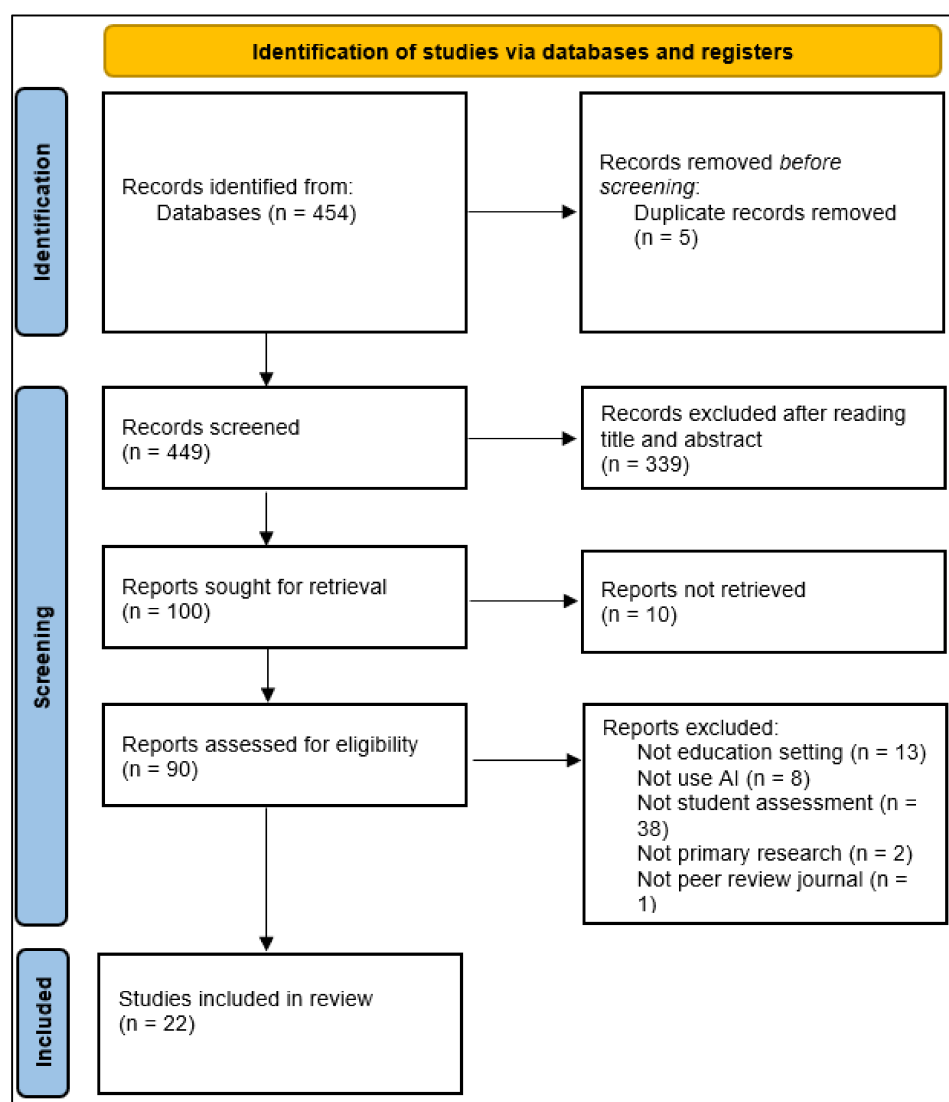 Identification of studies via databases and registers
Identification
Records identified from:
Databases (n = 454)
Records removed before
screening:
Duplicate records removed
(n = 5)
Screening
Records screened
(n = 449)
Records excluded after reading
title and abstract
(n = 339)
Reports sought for retrieval
(n = 100)
Reports not retrieved
(n = 10)
Reports assessed for eligibility
(n = 90)
Reports excluded:
Not education setting (n = 13)
Not use AI (n = 8)
Not student assessment (n =
38)
Not primary research (n = 2)
Not peer review journal (n =
1)
Included
Studies included in review
(n = 22)